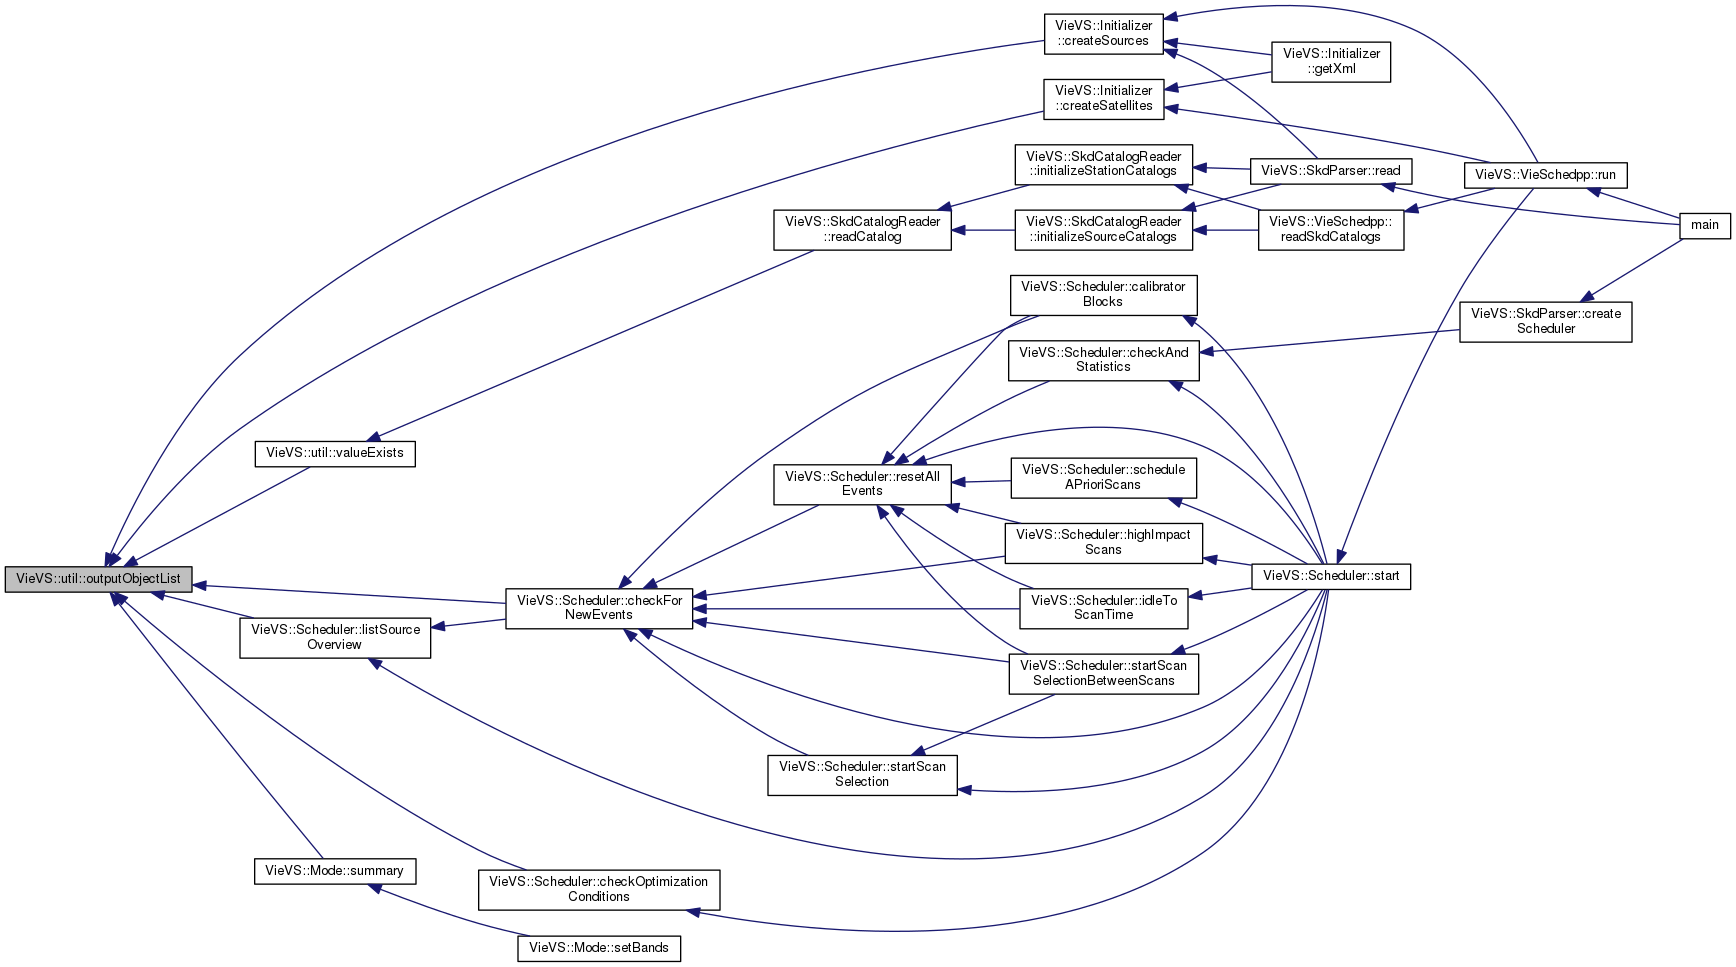 VieVS::Initializer
::createSources
VieVS::Initializer
::getXml
VieVS::Initializer
::createSatellites
VieVS::SkdCatalogReader
::initializeStationCatalogs
VieVS::SkdParser::read
VieVS::VieSchedpp::run
VieVS::SkdCatalogReader
::readCatalog
VieVS::SkdCatalogReader
::initializeSourceCatalogs
VieVS::VieSchedpp::
readSkdCatalogs
main
VieVS::Scheduler::calibrator
Blocks
VieVS::SkdParser::create
Scheduler
VieVS::Scheduler::checkAnd
Statistics
VieVS::util::valueExists
VieVS::Scheduler::resetAll
Events
VieVS::Scheduler::schedule
APrioriScans
VieVS::Scheduler::highImpact
Scans
VieVS::util::outputObjectList
VieVS::Scheduler::start
VieVS::Scheduler::checkFor
NewEvents
VieVS::Scheduler::idleTo
ScanTime
VieVS::Scheduler::listSource
Overview
VieVS::Scheduler::startScan
SelectionBetweenScans
VieVS::Scheduler::startScan
Selection
VieVS::Mode::summary
VieVS::Scheduler::checkOptimization
Conditions
VieVS::Mode::setBands